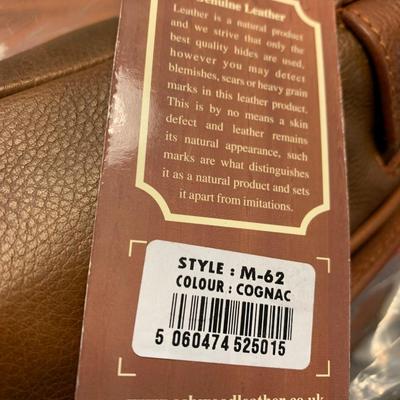 Genuine Leather
Leather is a natural product
and we strive that only the
best quality hides are used,
however you may detect
blemishes, scars or heavy grain
marks in this leather product.
This is by no means a skin
defect and leather remains
its natural appearance, such
marks are what distinguishes
it as a natural product and sets
it apart from imitations.
STYLE : M-62
COLOUR : COGNAC
5 060474 525015